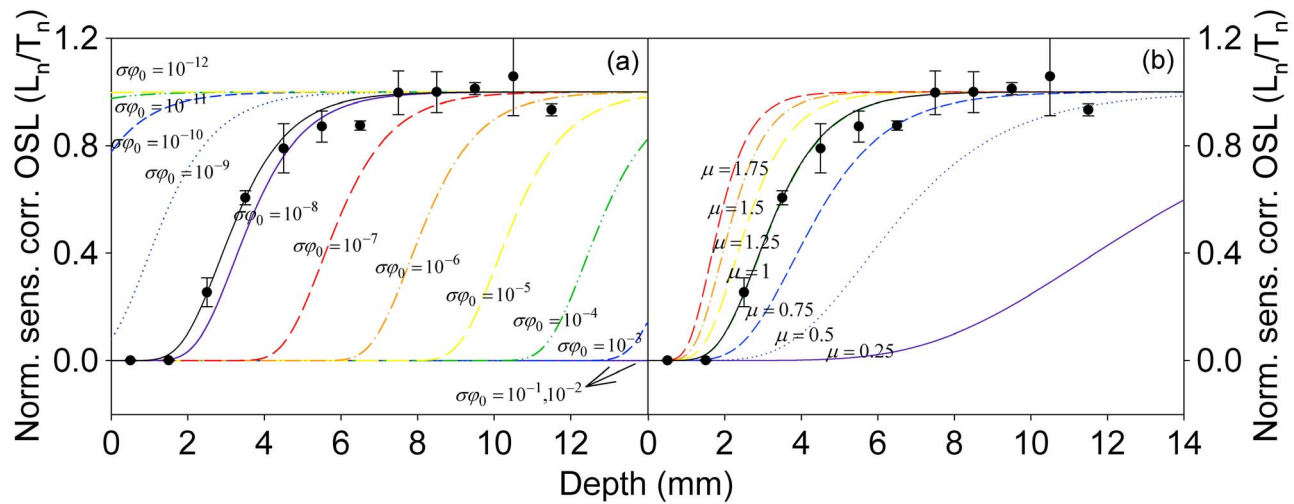 Norm. sens. corr. OSL (Lₙ/Tₙ)
1.2
0.8
0.4
0.0
(a)
σφ₀ = 10⁻¹²
σφ₀ = 10⁻¹¹
σφ₀ = 10⁻¹⁰
σφ₀ = 10⁻⁹
σφ₀ = 10⁻⁸
σφ₀ = 10⁻⁷
σφ₀ = 10⁻⁶
σφ₀ = 10⁻⁵
σφ₀ = 10⁻⁴
σφ₀ = 10⁻³
σφ₀ = 10⁻¹,10⁻²
0 2 4 6 8 10 12
(b)
μ = 1.75
μ = 1.5
μ = 1.25
μ = 1
μ = 0.75
μ = 0.5
μ = 0.25
0 2 4 6 8 10 12 14
1.2
0.8
0.4
0.0
Norm. sens. corr. OSL (Lₙ/Tₙ)
Depth (mm)